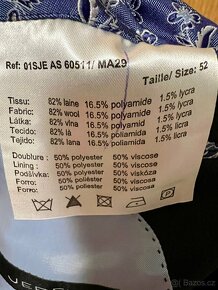 Ref: 01SJE AS 60511/ MA29
Taille/ Size: 52
Tissu: 82% laine 16.5% polyamide 1.5% lycra
Fabric: 82% wool 16.5% polyamide 1.5% lycra
Látka: 82% vlna 16.5% polyamid 1.5% lycra
Tecido: 82% lã 16.5% poliamida 1.5% licra
Tejido: 82% lana 16.5% poliamida 1.5% licra
Doublure : 50% polyester 50% viscose
Lining : 50% polyester 50% viscose
Podšívka : 50% polyester 50% viskóza
Forro : 50% poliester 50% viscose
Forro : 50% poliester 50% viscosa
P